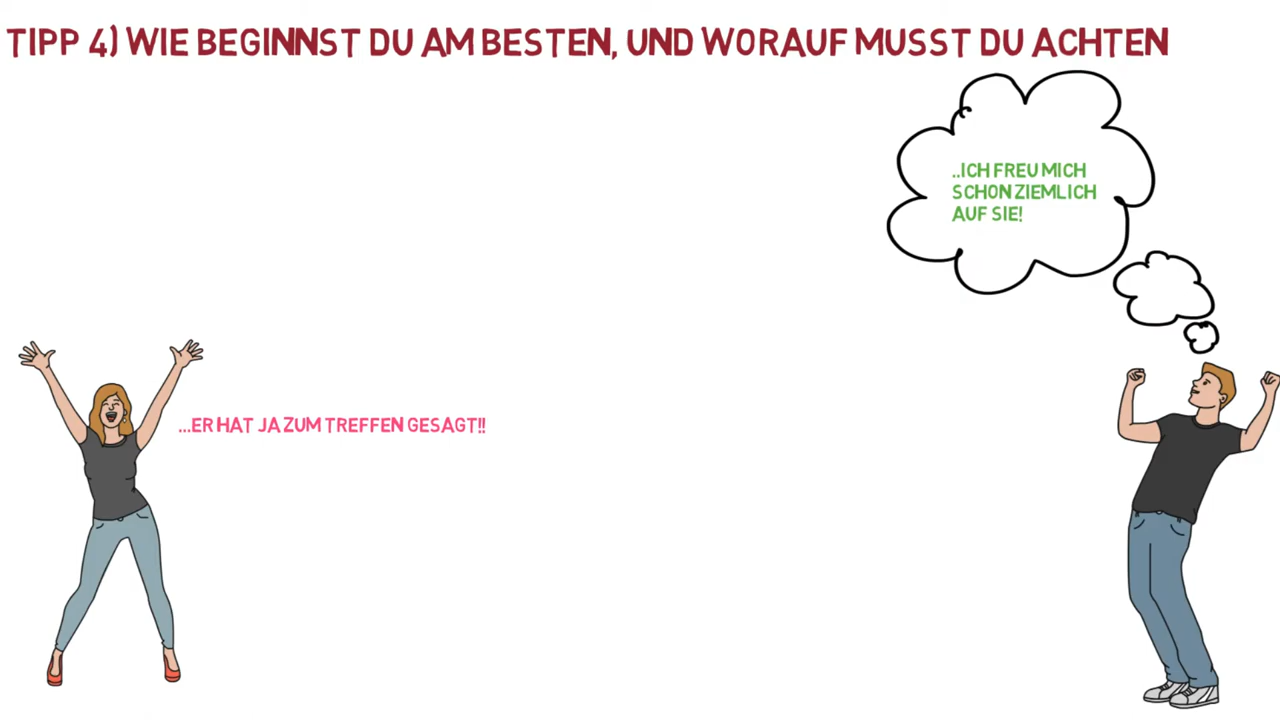 TIPP 4) WIE BEGINNST DU AM BESTEN, UND WORAUF MUSST DU ACHTEN
..ICH FREU MICH
SCHON ZIEMLICH
AUF SIE!
...ER HAT JA ZUM TREFFEN GESAGT!!